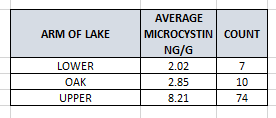 ARM OF LAKE AVERAGE MICROCYSTIN NG/G COUNT
LOWER 2.02 7
OAK 2.85 10
UPPER 8.21 74